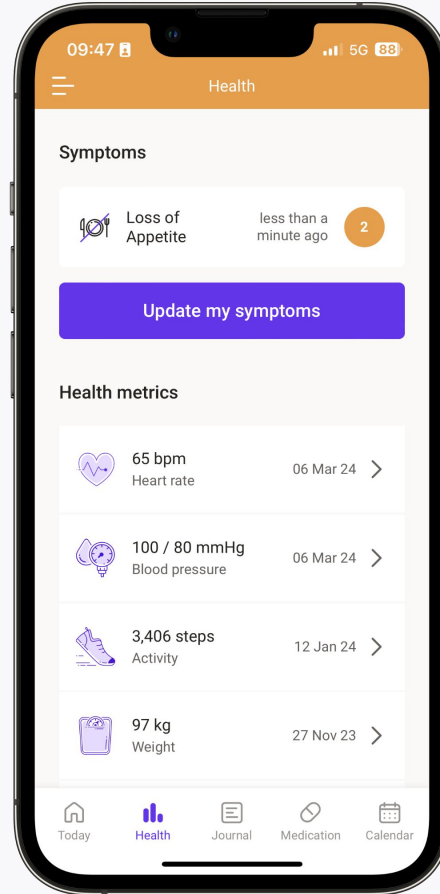 09:47 5G 88
Health
Symptoms
Loss of
Appetite
less than a
minute ago
2
Update my symptoms
Health metrics
65 bpm
Heart rate
06 Mar 24
100 / 80 mmHg
Blood pressure
06 Mar 24
3,406 steps
Activity
12 Jan 24
97 kg
Weight
27 Nov 23
Today Health Journal Medication Calendar